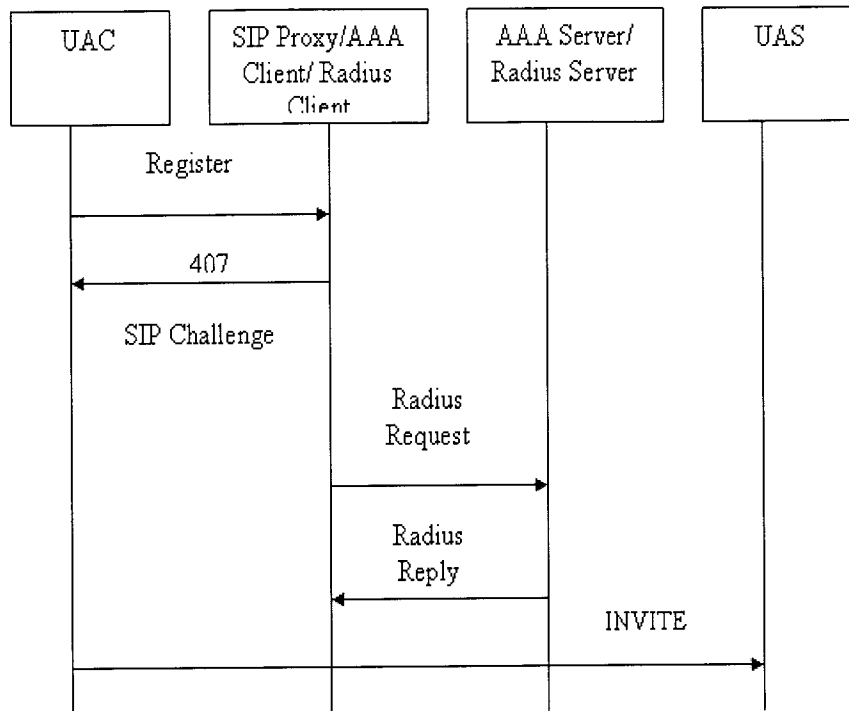 UAC
SIP Proxy/AAA
Client/ Radius
Client
AAA Server/
Radius Server
UAS
Register
407
SIP Challenge
Radius
Request
Radius
Reply
INVITE